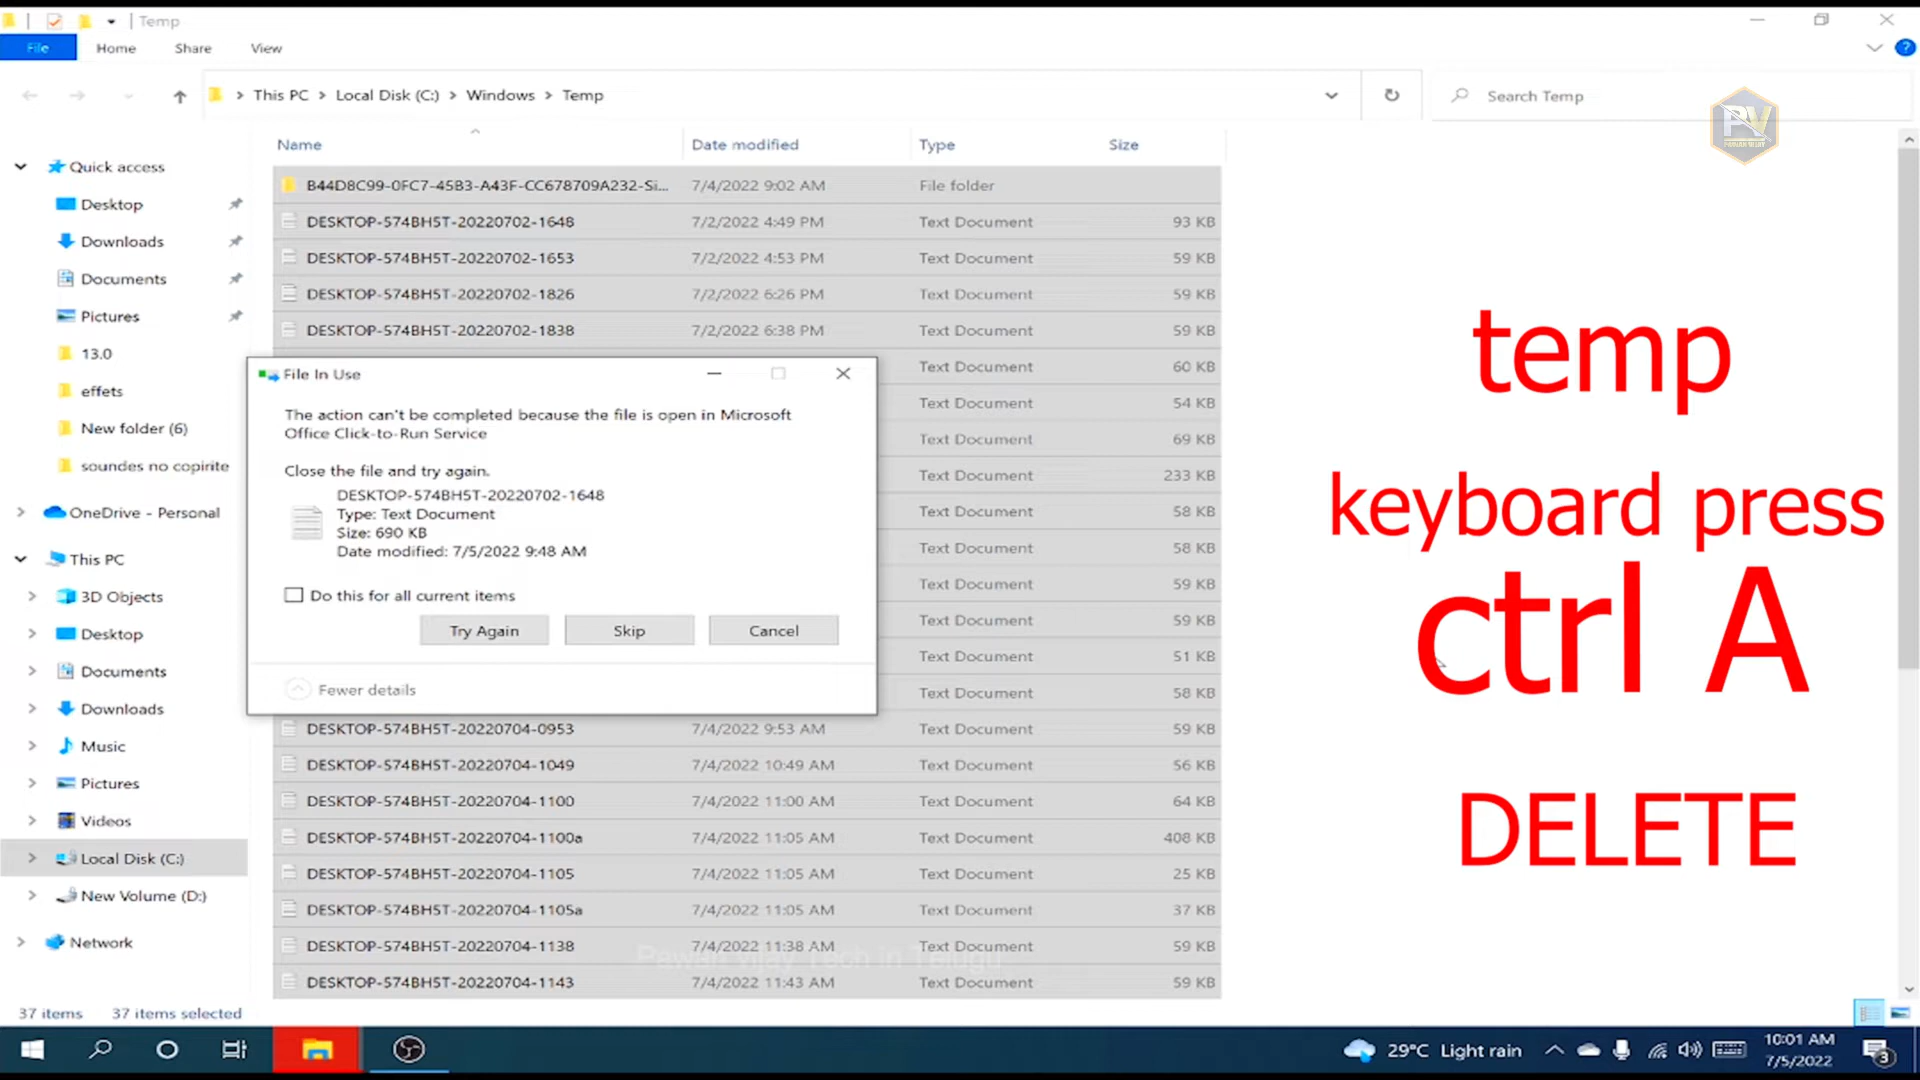 Temp
File Home Share View
This PC > Local Disk (C:) > Windows > Temp
Search Temp
PV
Name Date modified Type Size
Quick access
Desktop
Downloads
Documents
Pictures
13.0
effets
New folder (6)
soundes no copirite
OneDrive - Personal
This PC
3D Objects
Desktop
Documents
Downloads
Music
Pictures
Videos
Local Disk (C:)
New Volume (D:)
Network
B44D8C99-0FC7-45B3-A43F-CC678709A232-Si... 7/4/2022 9:02 AM File folder
DESKTOP-574BH5T-20220702-1648 7/2/2022 4:49 PM Text Document 93 KB
DESKTOP-574BH5T-20220702-1653 7/2/2022 4:53 PM Text Document 59 KB
DESKTOP-574BH5T-20220702-1826 7/2/2022 6:26 PM Text Document 59 KB
DESKTOP-574BH5T-20220702-1838 7/2/2022 6:38 PM Text Document 59 KB
Text Document 60 KB
Text Document 54 KB
Text Document 69 KB
Text Document 233 KB
Text Document 58 KB
Text Document 58 KB
Text Document 59 KB
Text Document 59 KB
Text Document 51 KB
Text Document 58 KB
DESKTOP-574BH5T-20220704-0953 7/4/2022 9:53 AM Text Document 59 KB
DESKTOP-574BH5T-20220704-1049 7/4/2022 10:49 AM Text Document 56 KB
DESKTOP-574BH5T-20220704-1100 7/4/2022 11:00 AM Text Document 64 KB
DESKTOP-574BH5T-20220704-1100a 7/4/2022 11:05 AM Text Document 408 KB
DESKTOP-574BH5T-20220704-1105 7/4/2022 11:05 AM Text Document 25 KB
DESKTOP-574BH5T-20220704-1105a 7/4/2022 11:05 AM Text Document 37 KB
DESKTOP-574BH5T-20220704-1138 7/4/2022 11:38 AM Text Document 59 KB
Pawan Vijay Tech in Telugu
DESKTOP-574BH5T-20220704-1143 7/4/2022 11:43 AM Text Document 59 KB
File In Use
The action can't be completed because the file is open in Microsoft
Office Click-to-Run Service
Close the file and try again.
DESKTOP-574BH5T-20220702-1648
Type: Text Document
Size: 690 KB
Date modified: 7/5/2022 9:48 AM
Do this for all current items
Try Again Skip Cancel
Fewer details
temp
keyboard press
ctrl A
DELETE
37 items 37 items selected
29°C Light rain
10:01 AM
7/5/2022
3